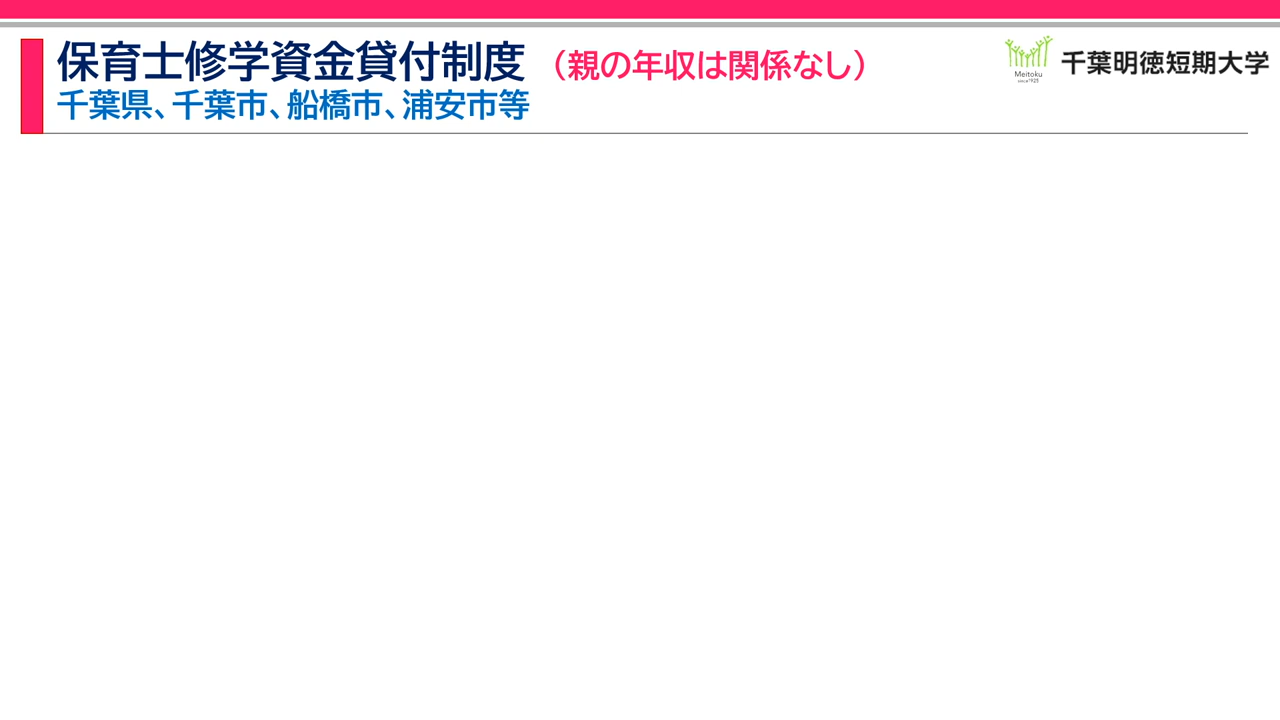 保育士修学資金貸付制度 （親の年収は関係なし）
千葉県、千葉市、船橋市、浦安市等
Meitoku
since*1925
千葉明徳短期大学